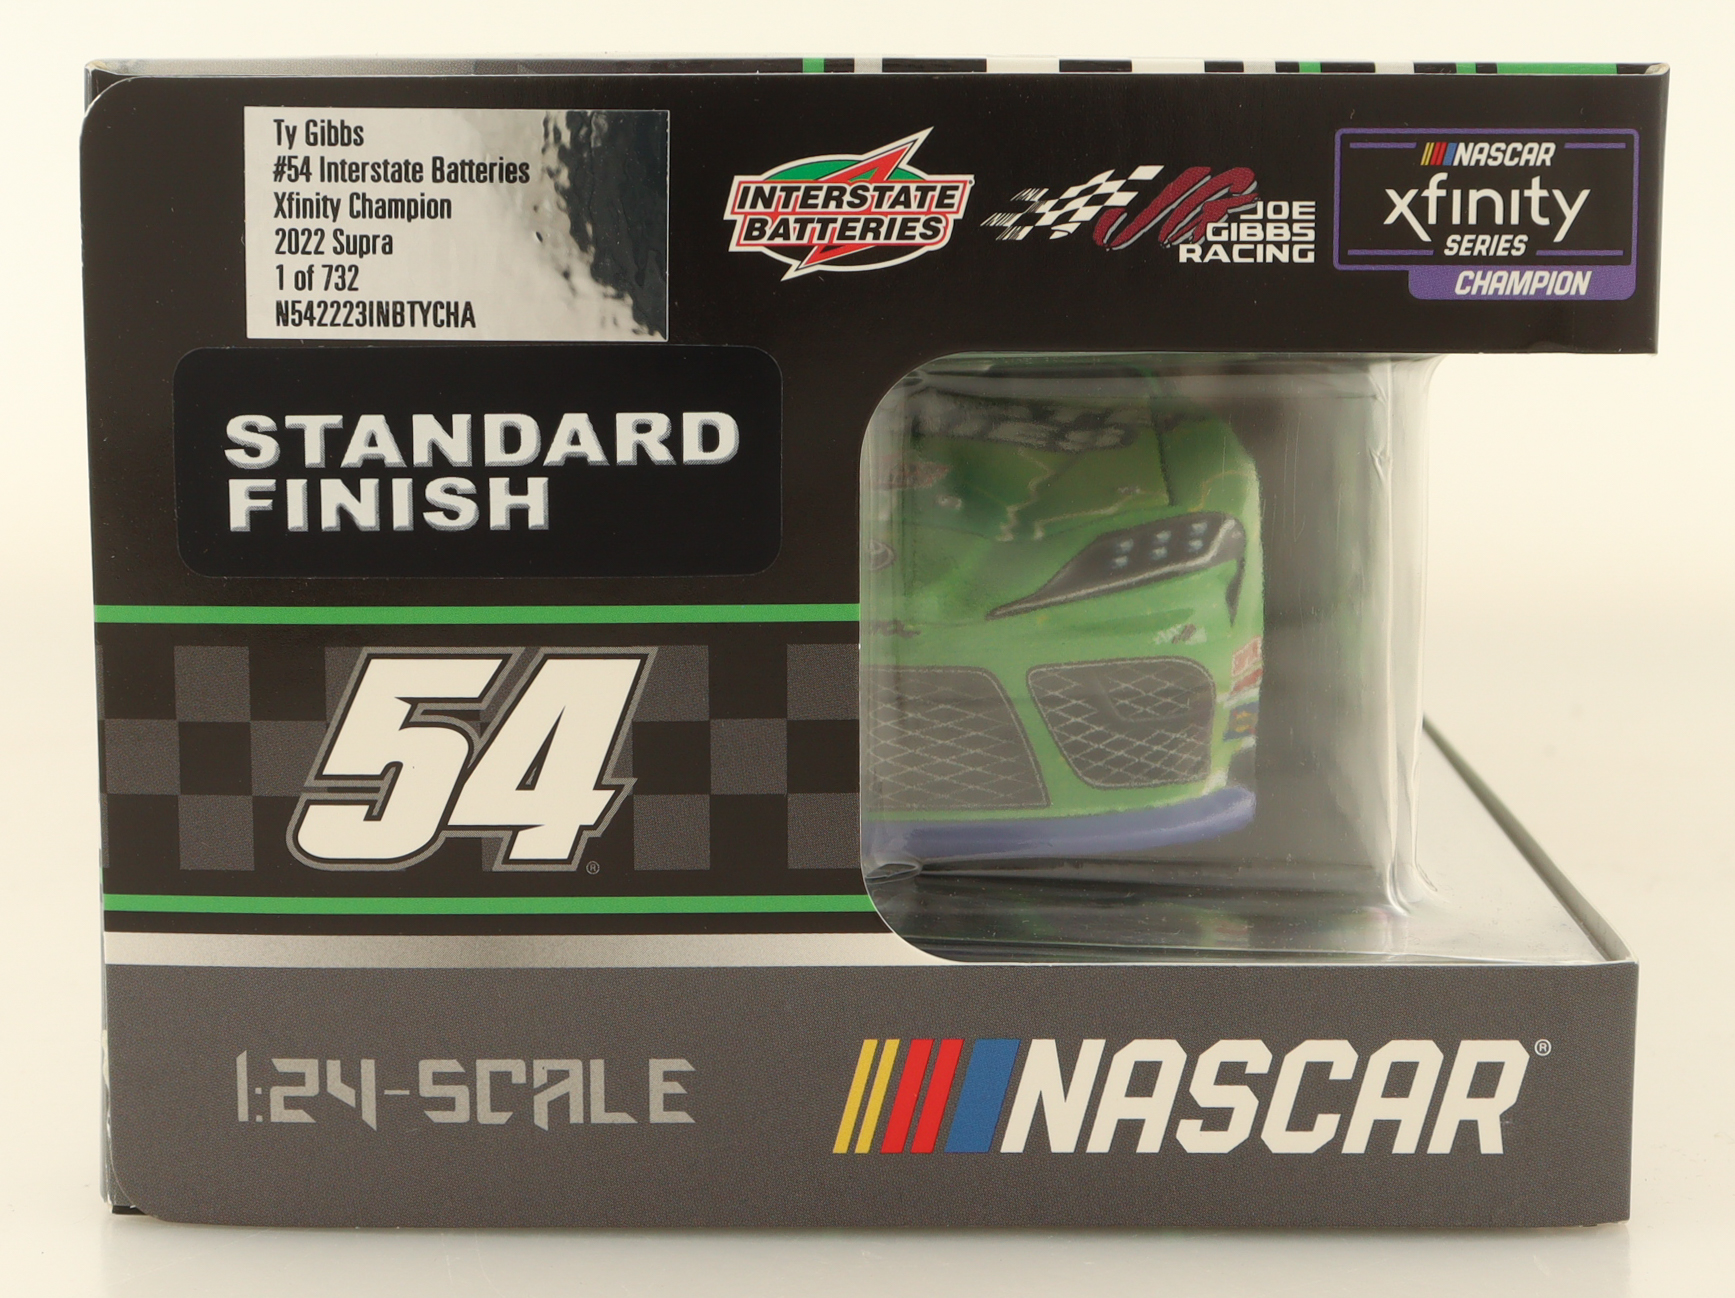 Ty Gibbs
#54 Interstate Batteries
Xfinity Champion
2022 Supra
1 of 732
N542223INBTYCHA
INTERSTATE
BATTERIES
JOE
GIBBS
RACING
NASCAR
xfinity
SERIES
CHAMPION
STANDARD
FINISH
54
®
1:24-SCALE
NASCAR®